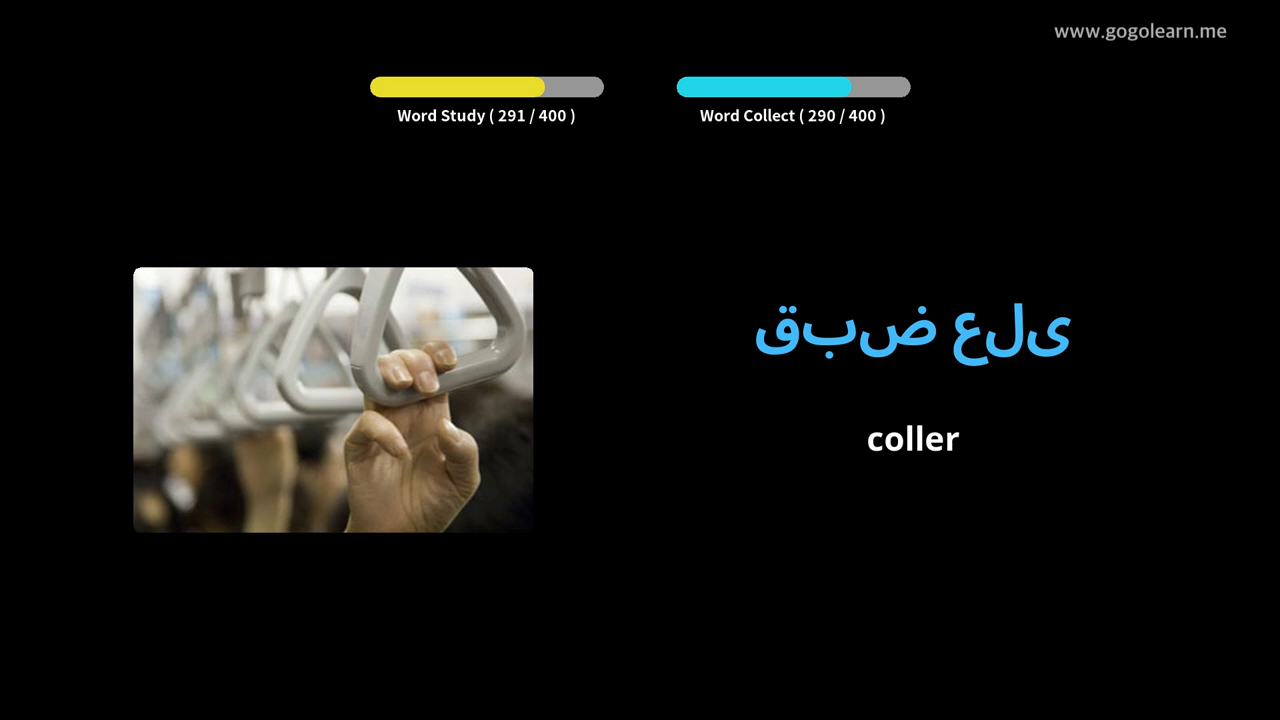 www.gogolearn.me
Word Study ( 291 / 400 )
Word Collect ( 290 / 400 )
قبض على
coller